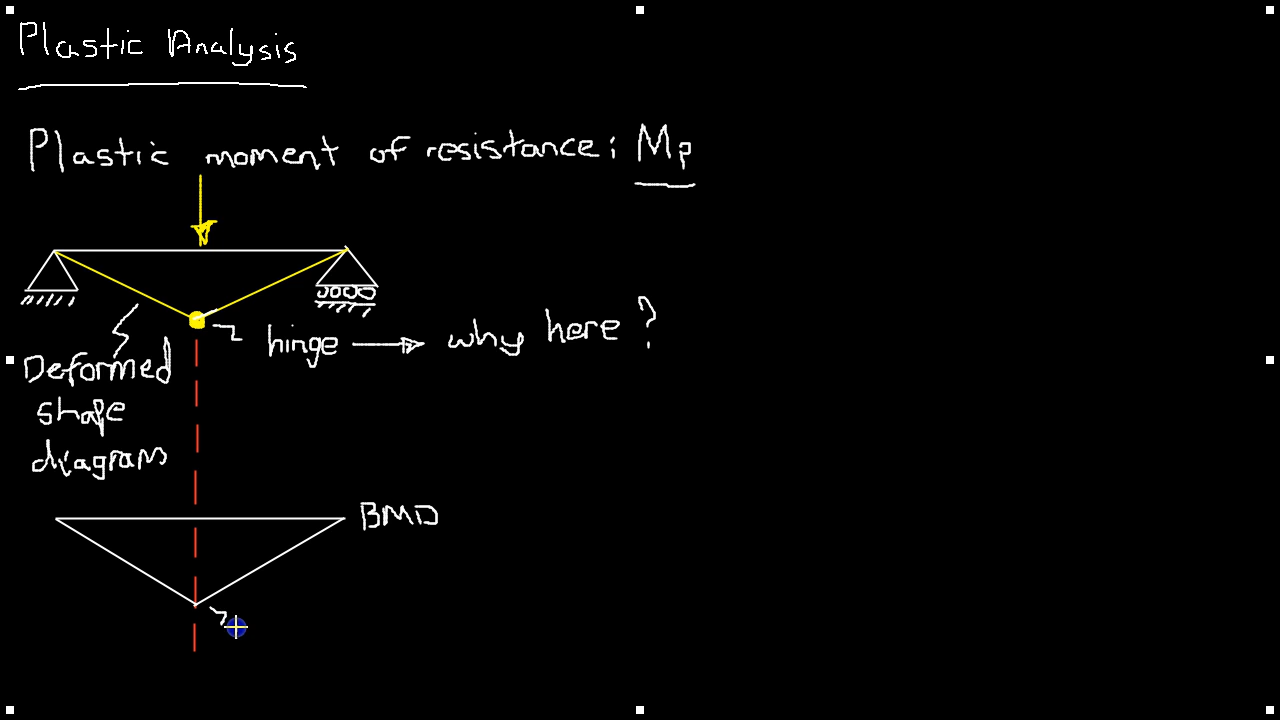 Plastic Analysis
Plastic moment of resistance: Mp
hinge → why here ?
Deformed
shape
diagram
BMD